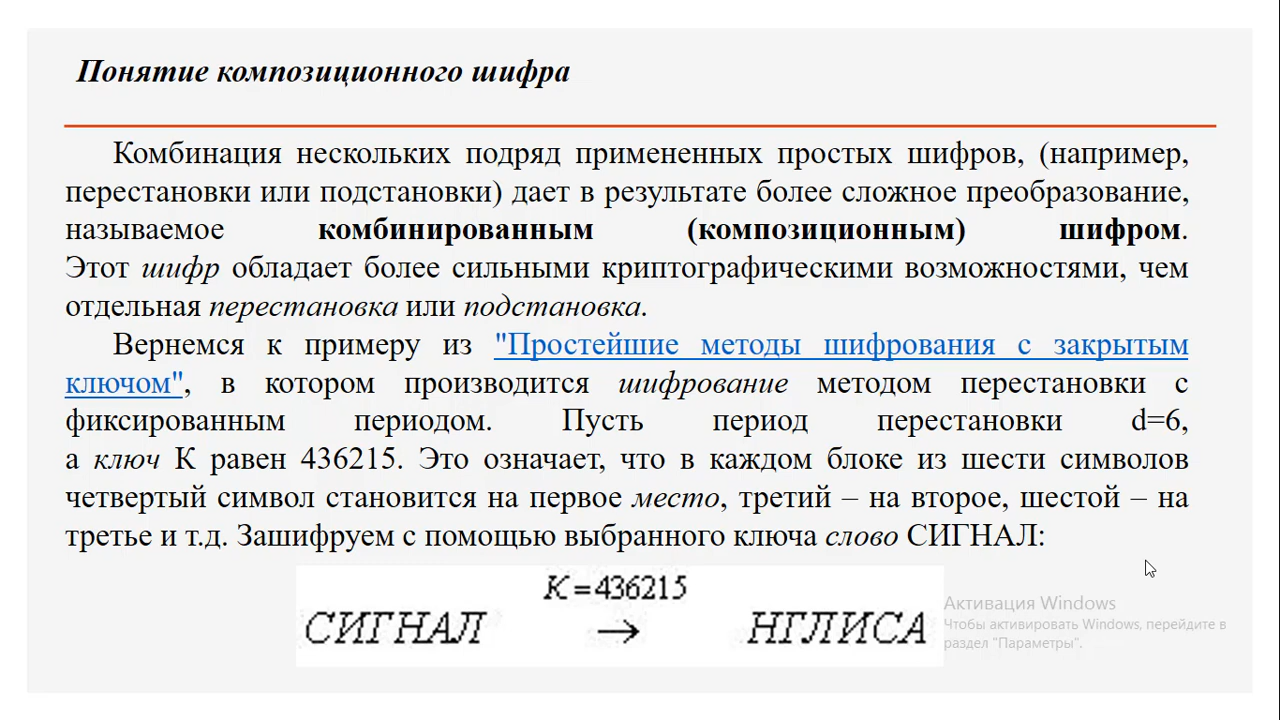 Понятие композиционного шифра
Комбинация нескольких подряд примененных простых шифров, (например,
перестановки или подстановки) дает в результате более сложное преобразование,
называемое комбинированным (композиционным) шифром.
Этот шифр обладает более сильными криптографическими возможностями, чем
отдельная перестановка или подстановка.
Вернемся к примеру из "Простейшие методы шифрования с закрытым
ключом", в котором производится шифрование методом перестановки с
фиксированным периодом. Пусть период перестановки d=6,
а ключ К равен 436215. Это означает, что в каждом блоке из шести символов
четвертый символ становится на первое место, третий – на второе, шестой – на
третье и т.д. Зашифруем с помощью выбранного ключа слово СИГНАЛ:
K=436215
СИГНАЛ → НГЛИСА
Активация Windows
Чтобы активировать Windows, перейдите в
раздел "Параметры".